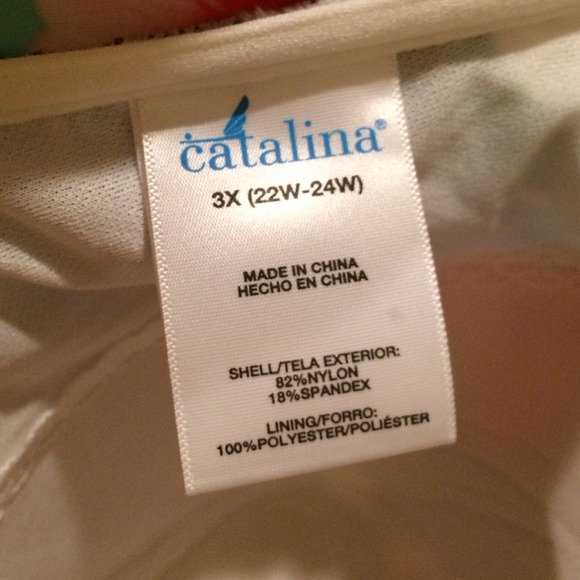 catalina®
3X (22W-24W)
MADE IN CHINA
HECHO EN CHINA
SHELL/TELA EXTERIOR:
82%NYLON
18%SPANDEX
LINING/FORRO:
100%POLYESTER/POLIÉSTER